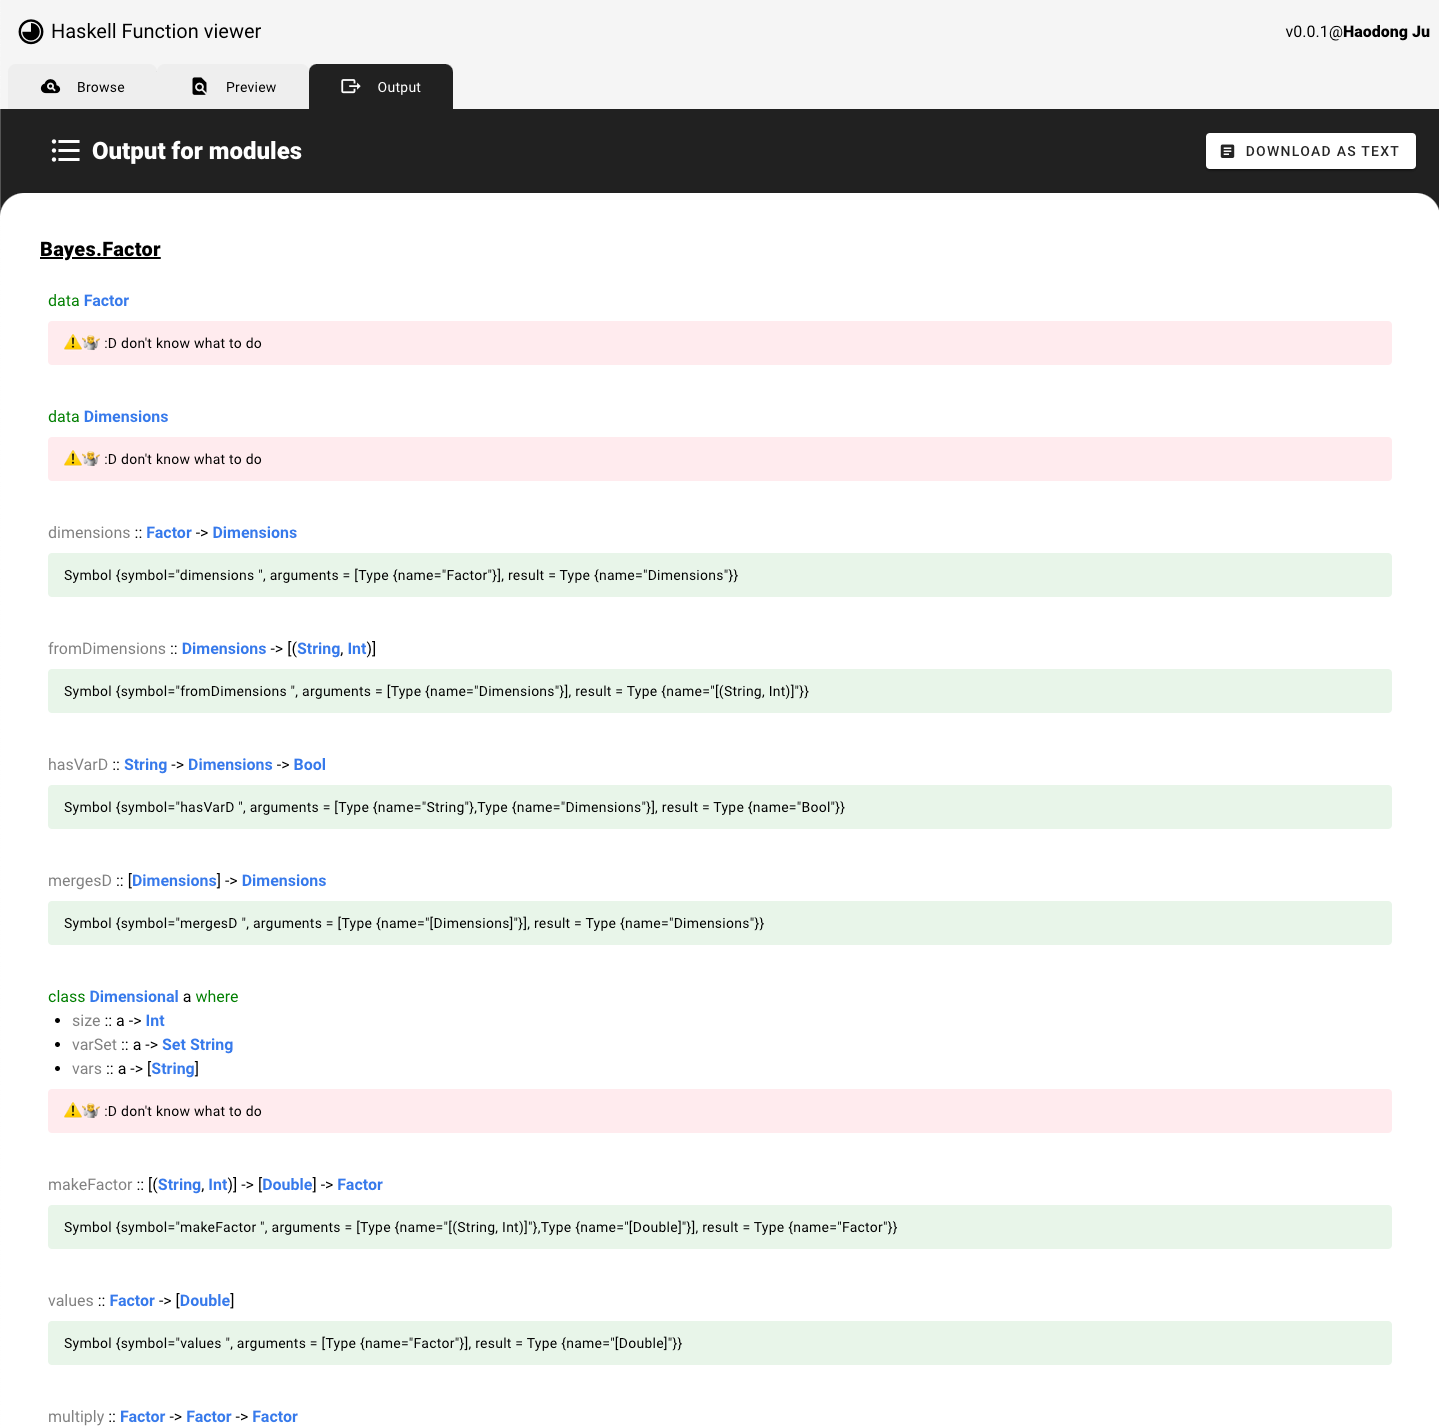 Haskell Function viewer
v0.0.1@Haodong Ju
Browse
Preview
Output
Output for modules
DOWNLOAD AS TEXT
Bayes.Factor
data Factor
⚠️🤷 :D don't know what to do
data Dimensions
⚠️🤷 :D don't know what to do
dimensions :: Factor -> Dimensions
Symbol {symbol="dimensions ", arguments = [Type {name="Factor"}], result = Type {name="Dimensions"}}
fromDimensions :: Dimensions -> [(String, Int)]
Symbol {symbol="fromDimensions ", arguments = [Type {name="Dimensions"}], result = Type {name="[(String, Int)]"}}
hasVarD :: String -> Dimensions -> Bool
Symbol {symbol="hasVarD ", arguments = [Type {name="String"},Type {name="Dimensions"}], result = Type {name="Bool"}}
mergesD :: [Dimensions] -> Dimensions
Symbol {symbol="mergesD ", arguments = [Type {name="[Dimensions]"}], result = Type {name="Dimensions"}}
class Dimensional a where
• size :: a -> Int
• varSet :: a -> Set String
• vars :: a -> [String]
⚠️🤷 :D don't know what to do
makeFactor :: [(String, Int)] -> [Double] -> Factor
Symbol {symbol="makeFactor ", arguments = [Type {name="[(String, Int)]"},Type {name="[Double]"}], result = Type {name="Factor"}}
values :: Factor -> [Double]
Symbol {symbol="values ", arguments = [Type {name="Factor"}], result = Type {name="[Double]"}}
multiply :: Factor -> Factor -> Factor